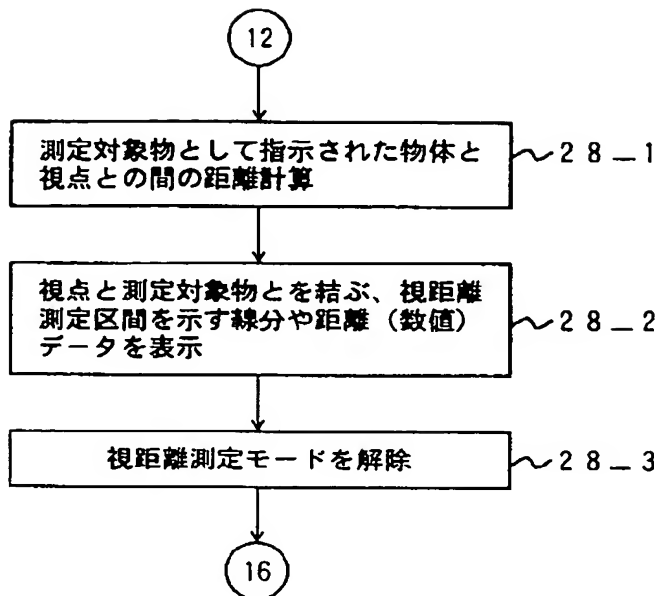 12
測定対象物として指示された物体と
視点との間の距離計算
28_1
視点と測定対象物とを結ぶ、視距離
測定区間を示す線分や距離（数値）
データを表示
28_2
視距離測定モードを解除
28_3
16